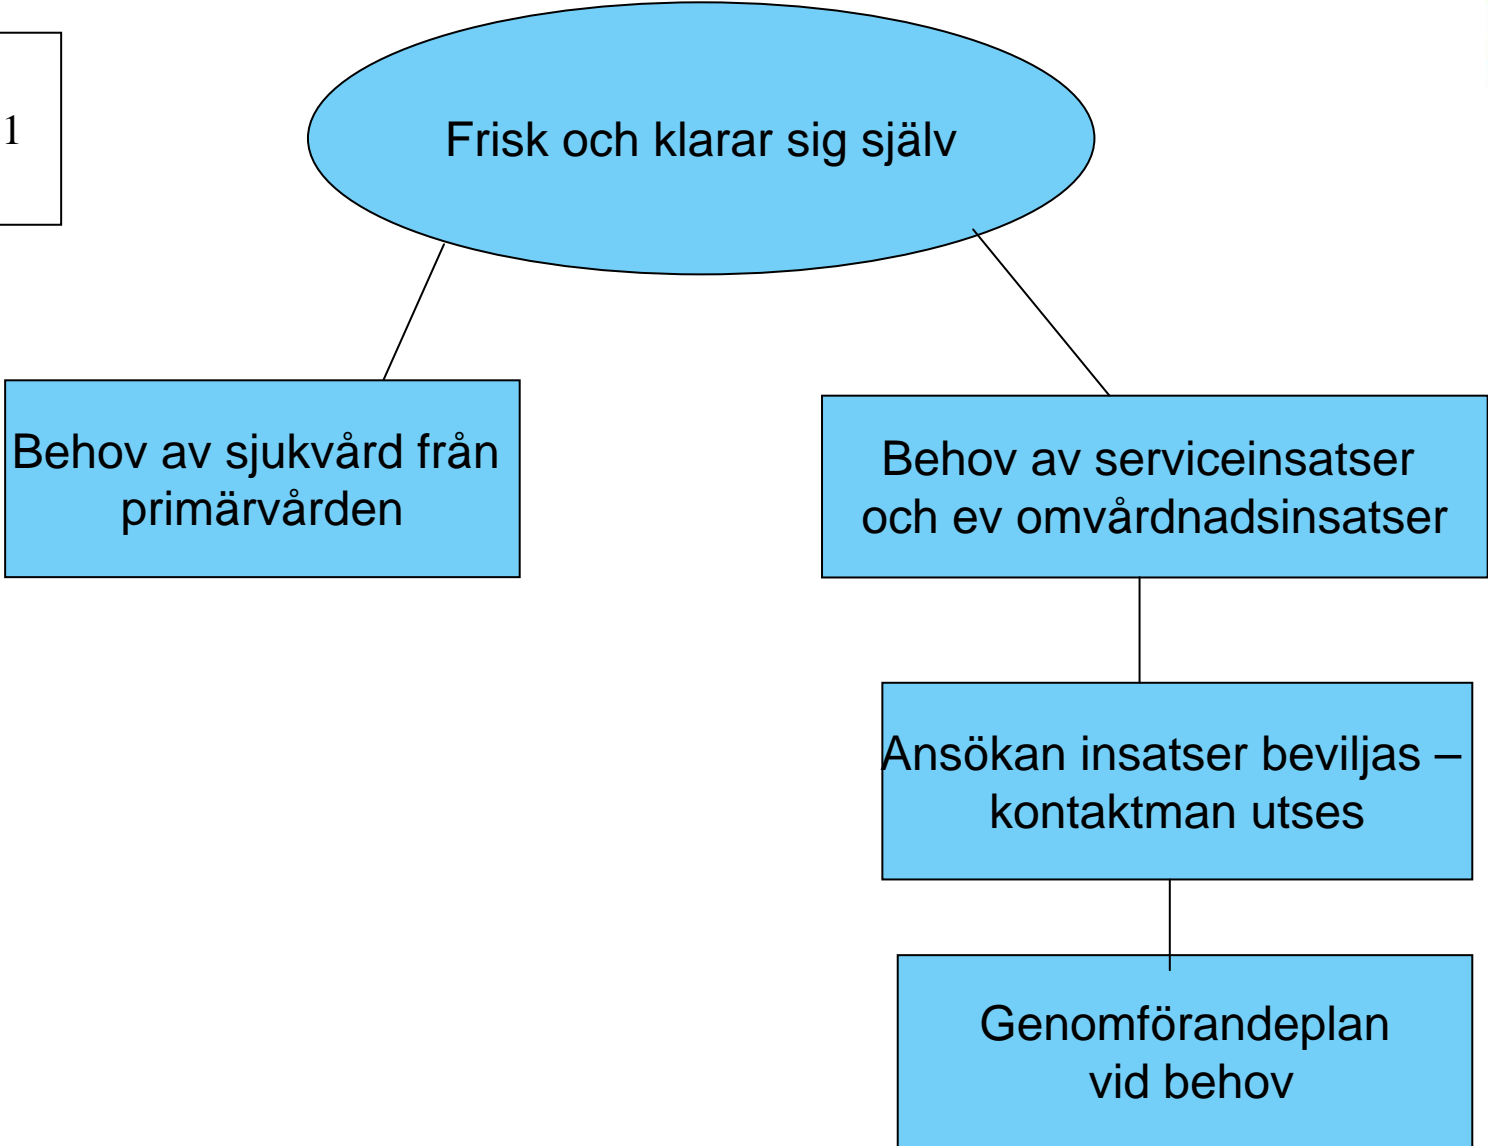 1
Frisk och klarar sig själv
Behov av sjukvård från
primärvården
Behov av serviceinsatser
och ev omvårdnadsinsatser
Ansökan insatser beviljas –
kontaktman utses
Genomförandeplan
vid behov